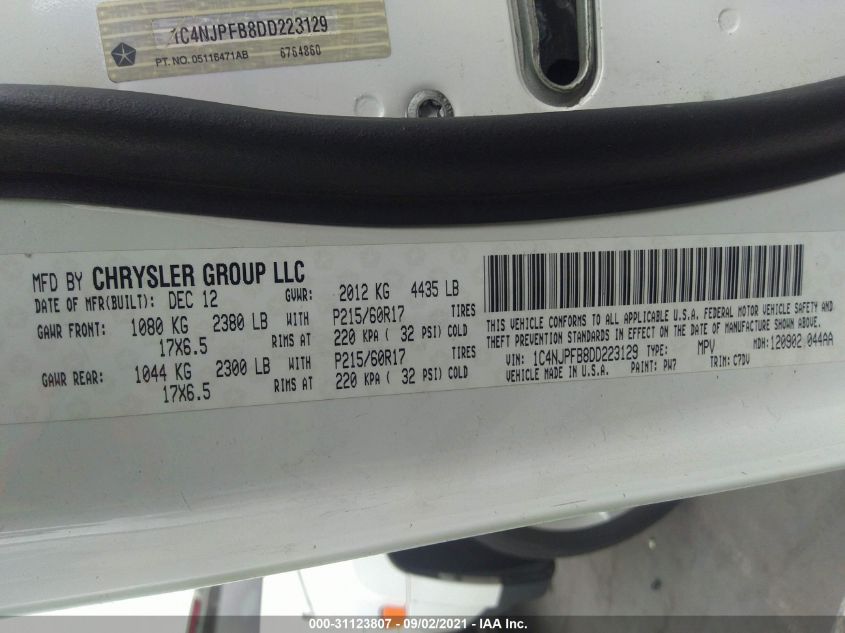 1C4NJPFB8DD223129
PT. NO. 05116471AB 6764860
MFD BY CHRYSLER GROUP LLC
DATE OF MFR(BUILT): DEC 12 GVWR: 2012 KG 4435 LB
GAWR FRONT: 1080 KG 2380 LB WITH P215/60R17 TIRES
17X6.5 RIMS AT 220 KPA ( 32 PSI) COLD
GAWR REAR: 1044 KG 2300 LB WITH P215/60R17 TIRES
17X6.5 RIMS AT 220 KPA ( 32 PSI) COLD
THIS VEHICLE CONFORMS TO ALL APPLICABLE U.S.A. FEDERAL MOTOR VEHICLE SAFETY AND
THEFT PREVENTION STANDARDS IN EFFECT ON THE DATE OF MANUFACTURE SHOWN ABOVE.
VIN: 1C4NJPFB8DD223129 TYPE: MPV MDH: 120902 044AA
VEHICLE MADE IN U.S.A. PAINT: PW7 TRIM: C7DV
000-31123807 - 09/02/2021 - IAA Inc.